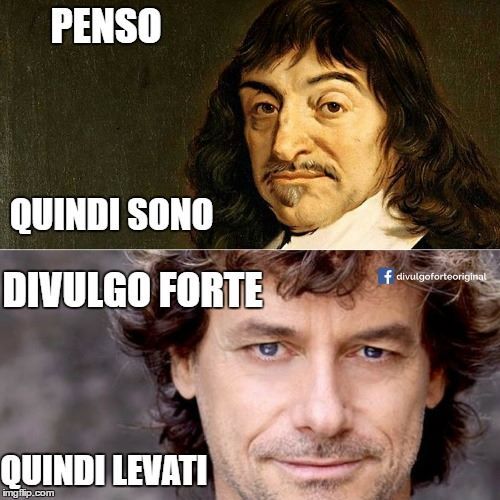 PENSO
QUINDI SONO
divulgoforteoriginal
DIVULGO FORTE
QUINDI LEVATI
imgflip.com